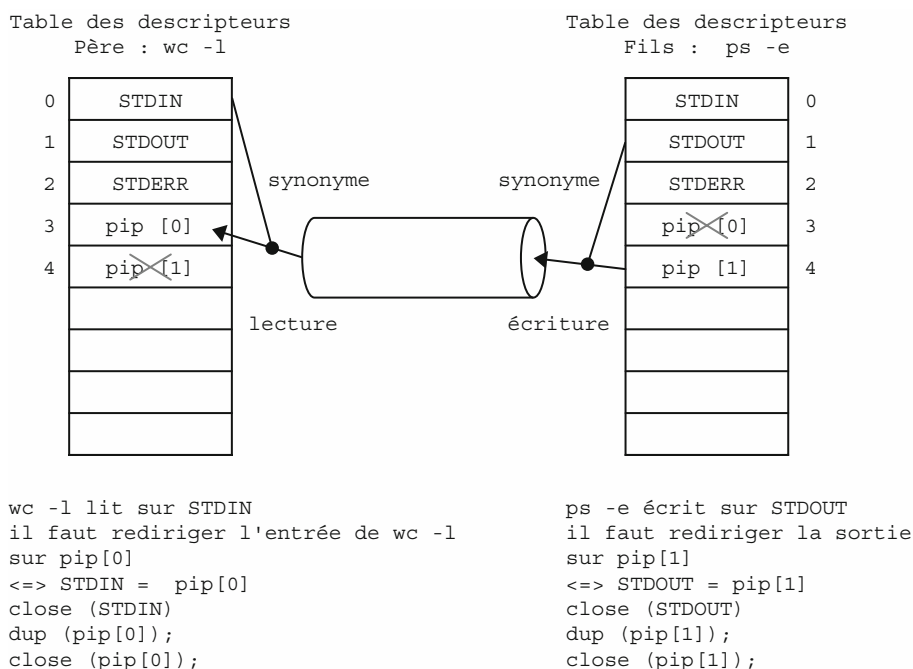 Table des descripteurs
Père : wc -l
0 STDIN
1 STDOUT
2 STDERR
3 pip [0]
4 pip [1]
synonyme
lecture
Table des descripteurs
Fils : ps -e
STDIN 0
STDOUT 1
STDERR 2
pip [0] 3
pip [1] 4
synonyme
écriture
wc -l lit sur STDIN
il faut rediriger l'entrée de wc -l
sur pip[0]
<=> STDIN = pip[0]
close (STDIN)
dup (pip[0]);
close (pip[0]);
ps -e écrit sur STDOUT
il faut rediriger la sortie
sur pip[1]
<=> STDOUT = pip[1]
close (STDOUT)
dup (pip[1]);
close (pip[1]);